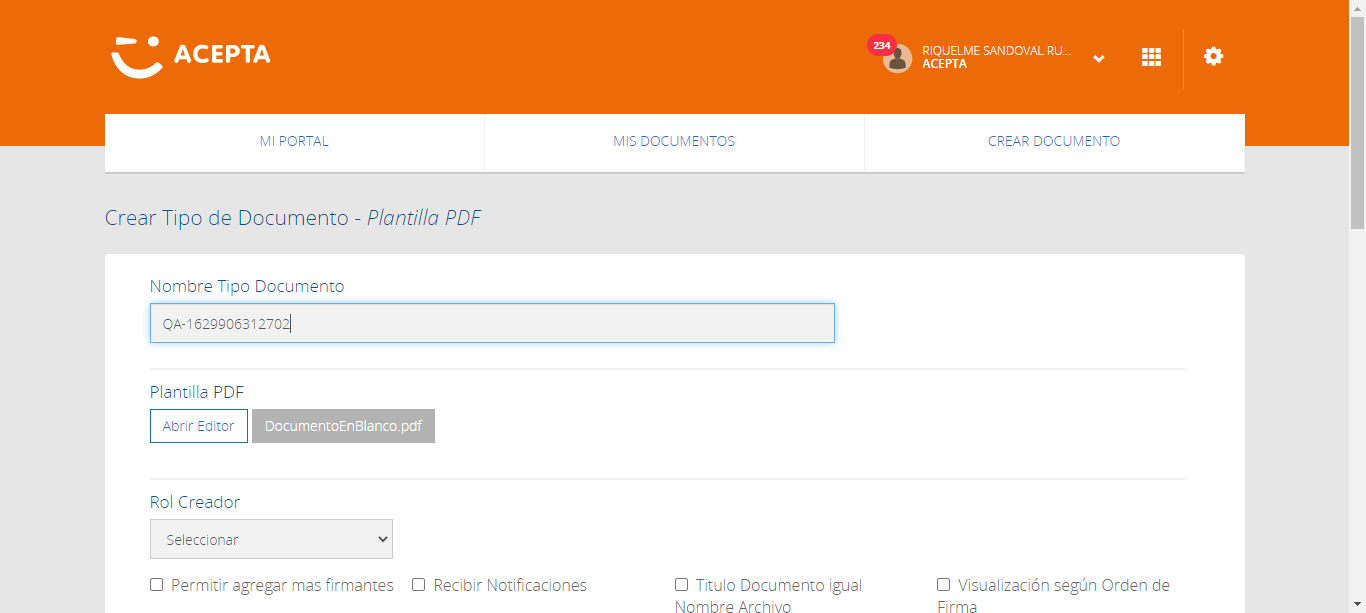 ACEPTA
234
RIQUELME SANDOVAL RU...
ACEPTA
MI PORTAL
MIS DOCUMENTOS
CREAR DOCUMENTO
Crear Tipo de Documento - Plantilla PDF
Nombre Tipo Documento
QA-1629906312702
Plantilla PDF
Abrir Editor
DocumentoEnBlanco.pdf
Rol Creador
Seleccionar
Permitir agregar mas firmantes
Recibir Notificaciones
Titulo Documento igual
Nombre Archivo
Visualización según Orden de
Firma